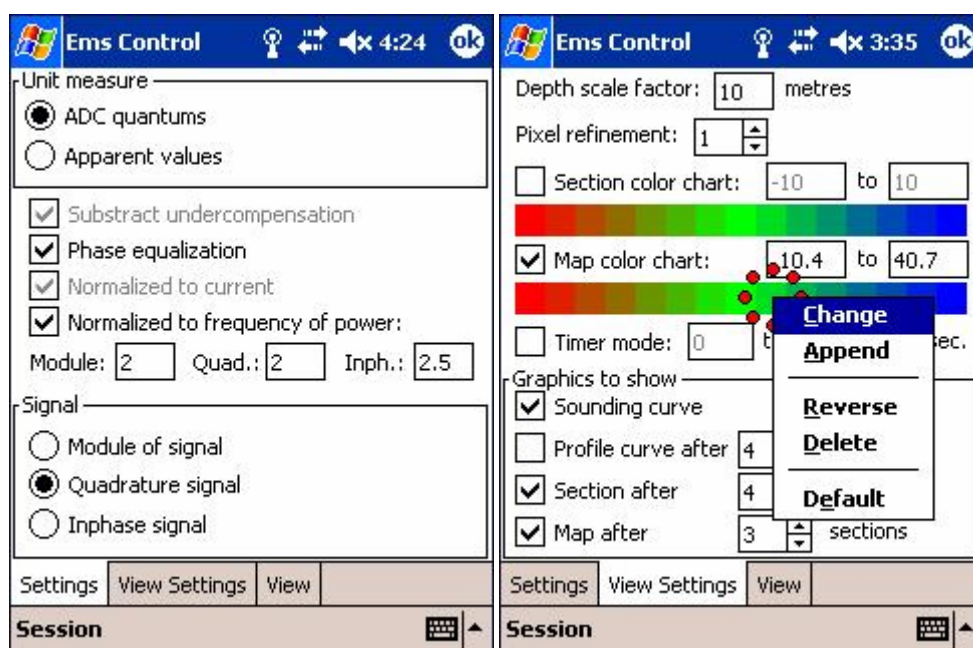 Ems Control 4:24 ok
Unit measure
ADC quantums
Apparent values
Substract undercompensation
Phase equalization
Normalized to current
Normalized to frequency of power:
Module: 2 Quad.: 2 Inph.: 2.5
Signal
Module of signal
Quadrature signal
Inphase signal
Settings View Settings View
Session
Ems Control 3:35 ok
Depth scale factor: 10 metres
Pixel refinement: 1
Section color chart: -10 to 10
Map color chart: 10.4 to 40.7
Change
Timer mode: 0 t sec.
Append
Graphics to show
Sounding curve
Reverse
Profile curve after 4
Delete
Section after 4
Default
Map after 3 sections
Settings View Settings View
Session